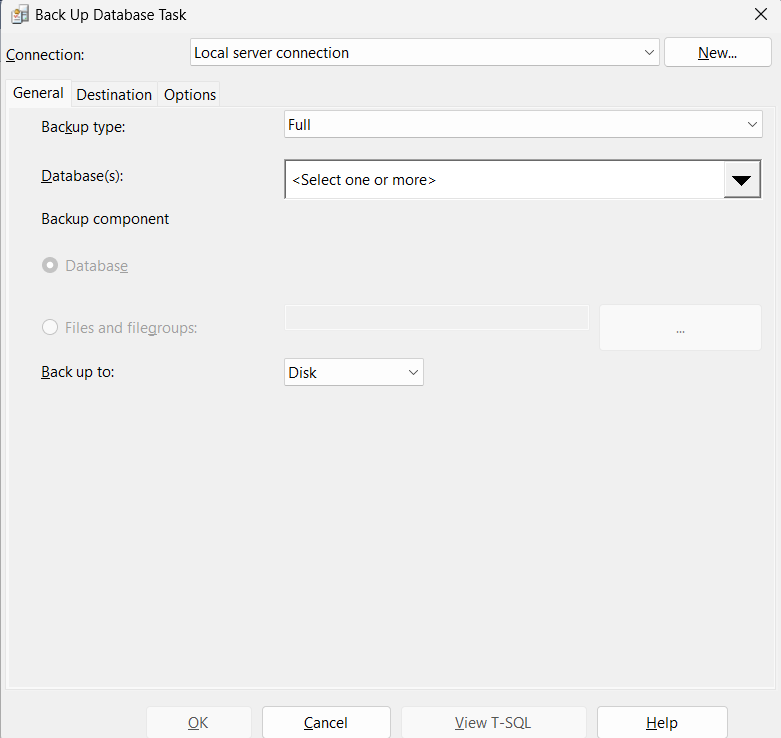 Back Up Database Task
Connection: Local server connection New...
General Destination Options
Backup type: Full
Database(s): <Select one or more>
Backup component
Database
Files and filegroups: ...
Back up to: Disk
OK Cancel View T-SQL Help